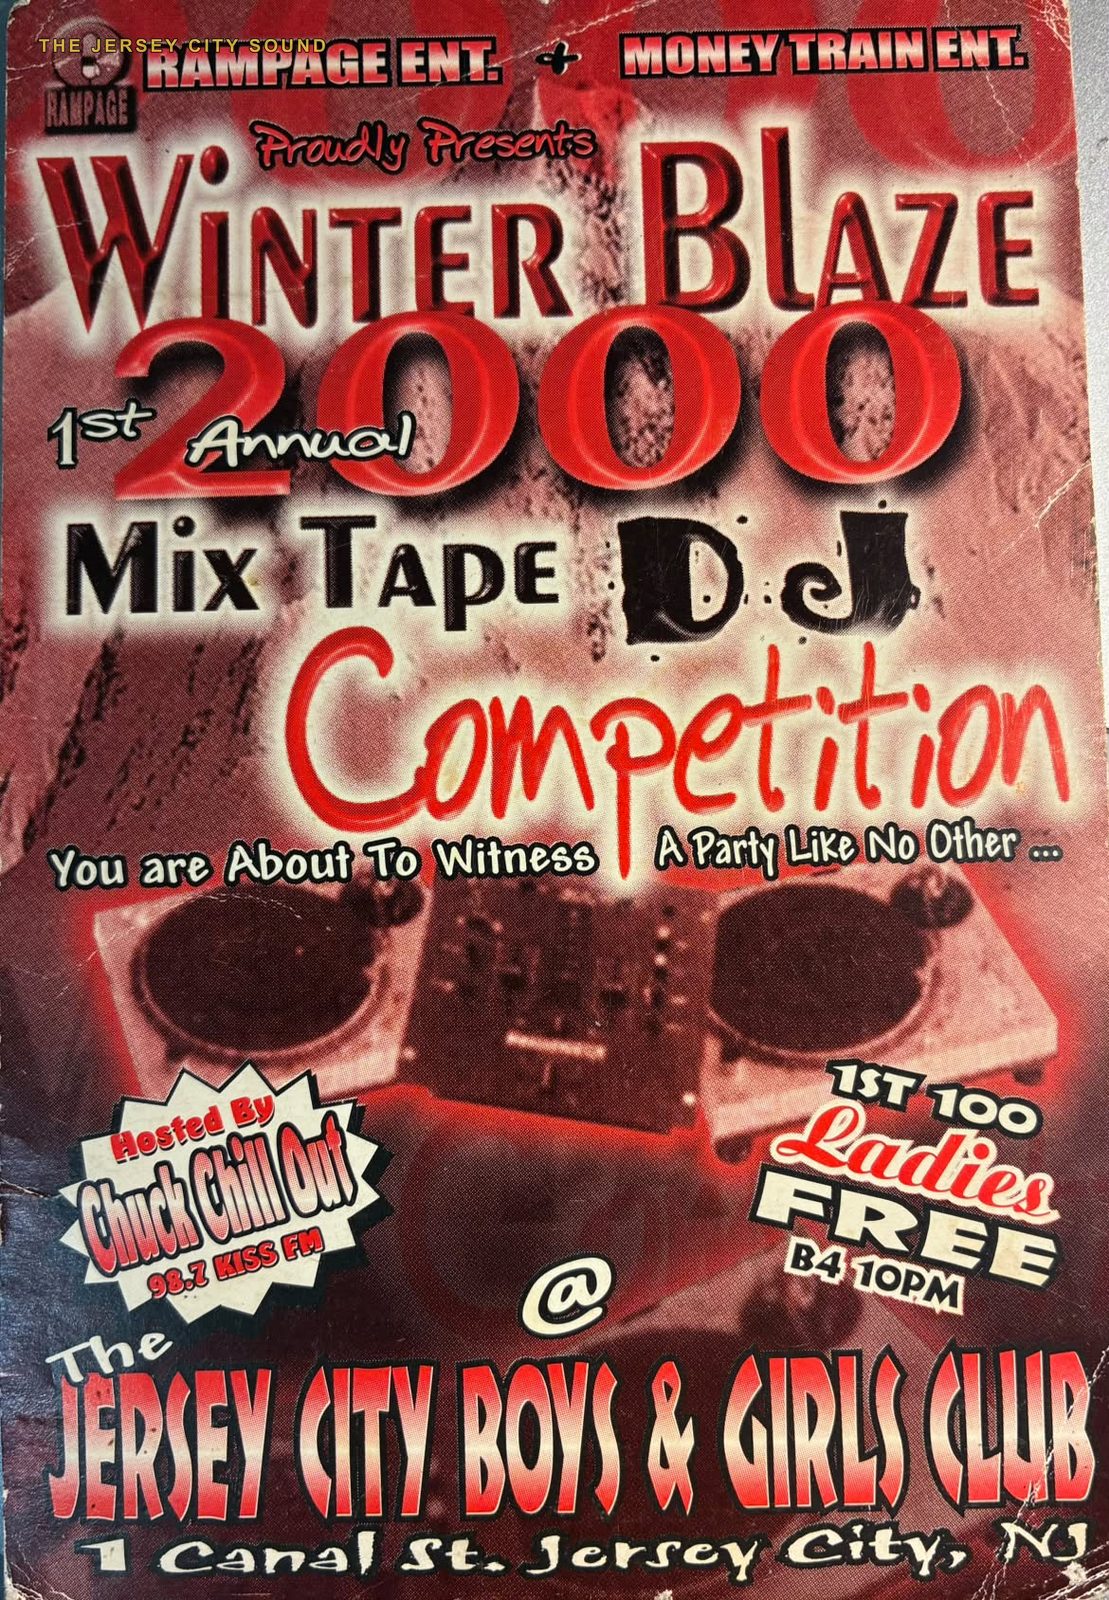 THE JERSEY CITY SOUND
RAMPAGE
RAMPAGE ENT. + MONEY TRAIN ENT.
Proudly Presents
WINTER BLAZE
2000
1st Annual
MIX TAPE DJ
Competition
You are About To Witness A Party Like No Other ...
Hosted By
Chuck Chill Out
98.7 KISS FM
1ST 100
Ladies
FREE
B4 10PM
@
The
JERSEY CITY BOYS & GIRLS CLUB
1 Canal St. Jersey City, NJ